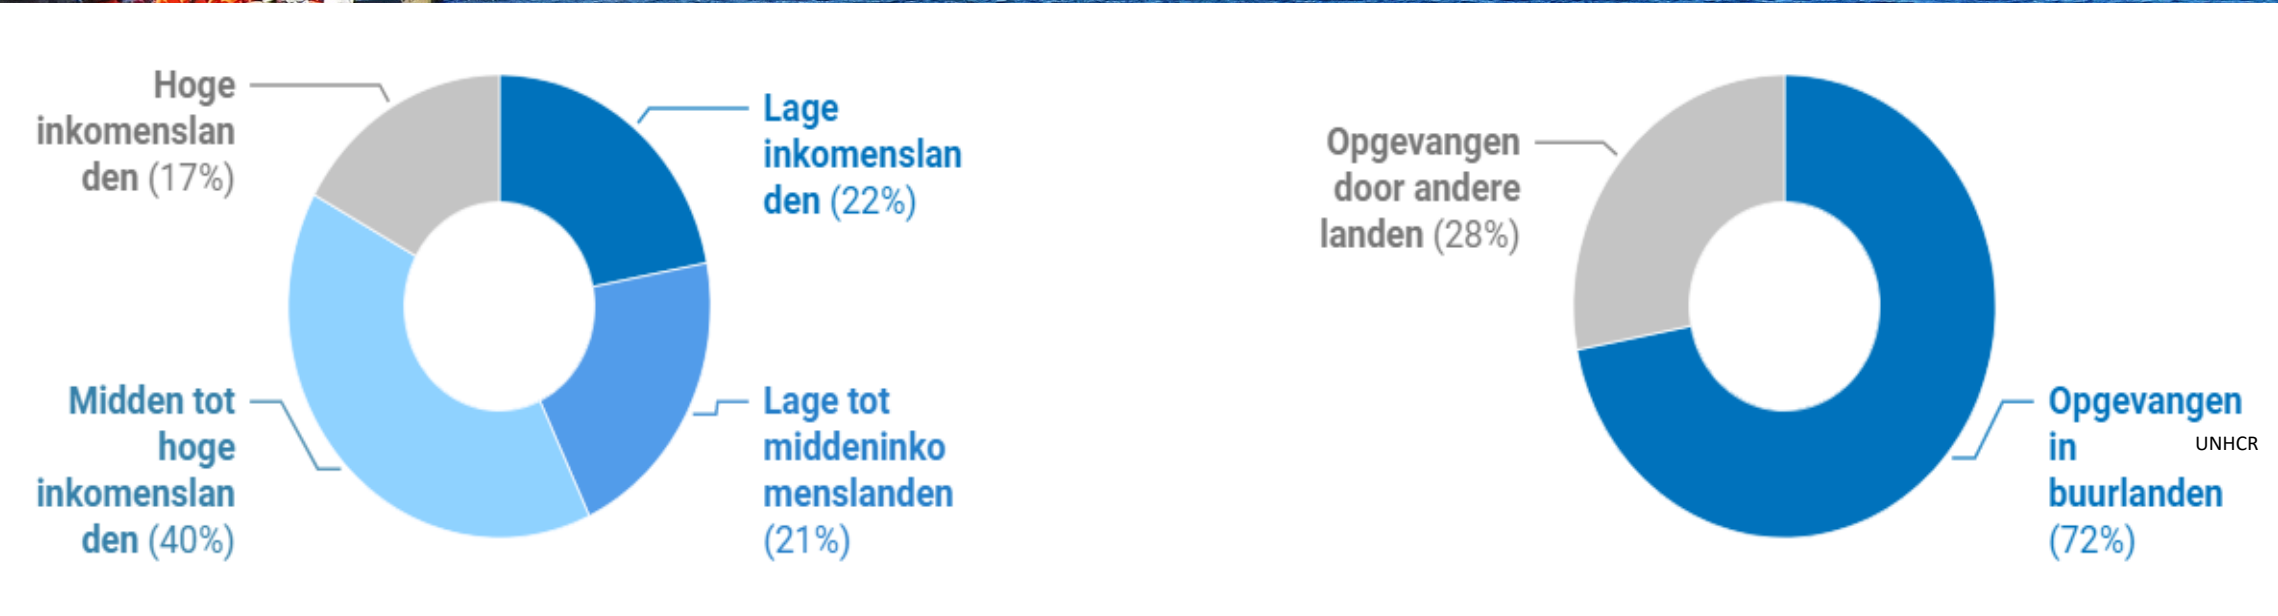 Hoge
inkomenslan
den (17%)
Lage
inkomenslan
den (22%)
Midden tot
hoge
inkomenslan
den (40%)
Lage tot
middeninko
menslanden
(21%)
Opgevangen
door andere
landen (28%)
Opgevangen
in
buurlanden
(72%)
UNHCR